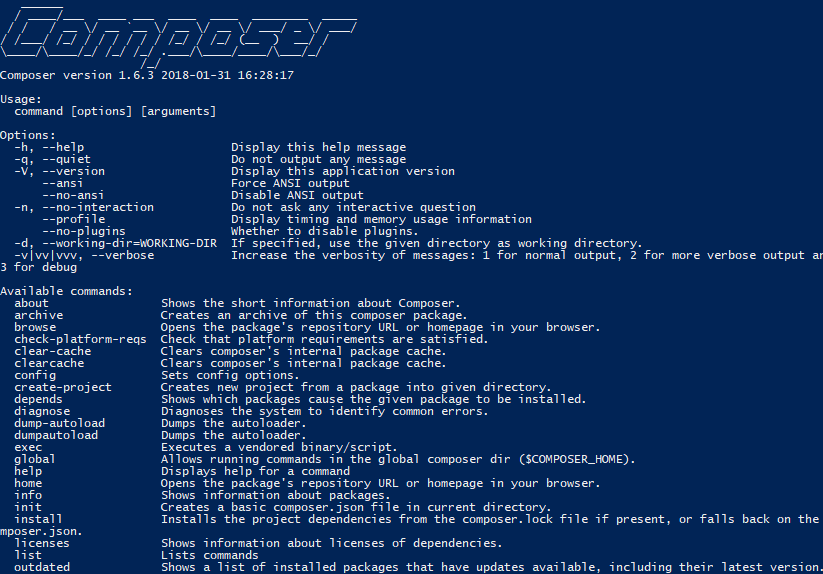 Composer
Composer version 1.6.3 2018-01-31 16:28:17
Usage:
command [options] [arguments]
Options:
-h, --help Display this help message
-q, --quiet Do not output any message
-V, --version Display this application version
--ansi Force ANSI output
--no-ansi Disable ANSI output
-n, --no-interaction Do not ask any interactive question
--profile Display timing and memory usage information
--no-plugins Whether to disable plugins.
-d, --working-dir=WORKING-DIR If specified, use the given directory as working directory.
-v|vv|vvv, --verbose Increase the verbosity of messages: 1 for normal output, 2 for more verbose output an
3 for debug
Available commands:
about Shows the short information about Composer.
archive Creates an archive of this composer package.
browse Opens the package's repository URL or homepage in your browser.
check-platform-reqs Check that platform requirements are satisfied.
clear-cache Clears composer's internal package cache.
clearcache Clears composer's internal package cache.
config Sets config options.
create-project Creates new project from a package into given directory.
depends Shows which packages cause the given package to be installed.
diagnose Diagnoses the system to identify common errors.
dump-autoload Dumps the autoloader.
dumpautoload Dumps the autoloader.
exec Executes a vendored binary/script.
global Allows running commands in the global composer dir ($COMPOSER_HOME).
help Displays help for a command
home Opens the package's repository URL or homepage in your browser.
info Shows information about packages.
init Creates a basic composer.json file in current directory.
install Installs the project dependencies from the composer.lock file if present, or falls back on the
mposer.json.
licenses Shows information about licenses of dependencies.
list Lists commands
outdated Shows a list of installed packages that have updates available, including their latest version.